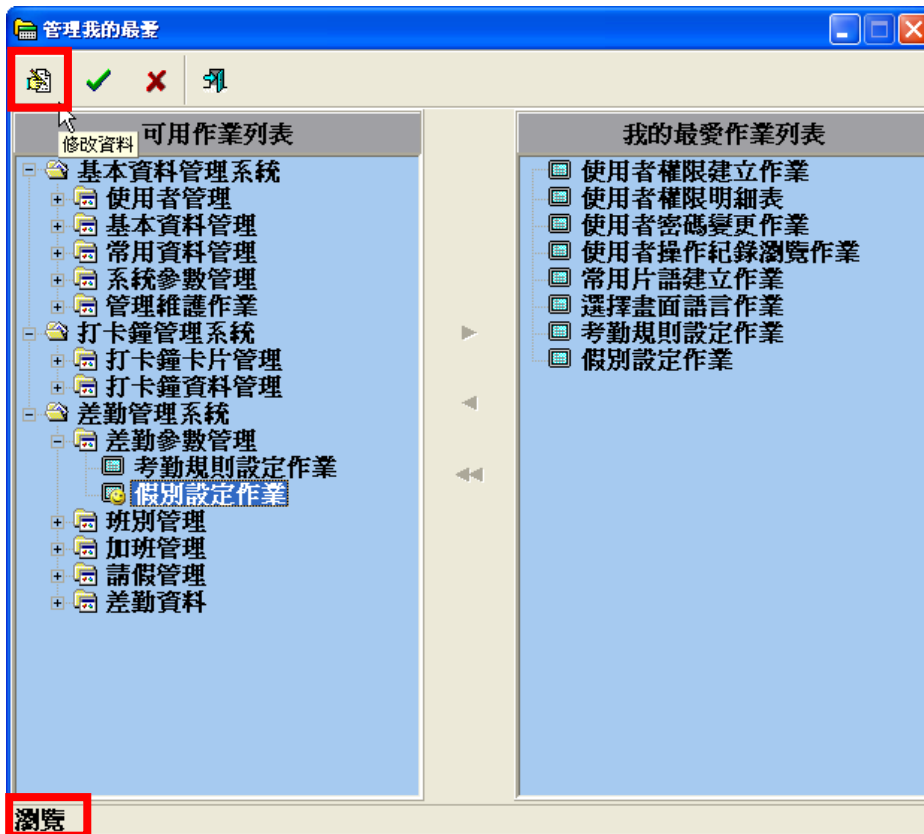 管理我的最愛
修改資料
可用作業列表
基本資料管理系統
使用者管理
基本資料管理
常用資料管理
系統參數管理
管理維護作業
打卡鐘管理系統
打卡鐘卡片管理
打卡鐘資料管理
差勤管理系統
差勤參數管理
考勤規則設定作業
假別設定作業
班別管理
加班管理
請假管理
差勤資料
我的最愛作業列表
使用者權限建立作業
使用者權限明細表
使用者密碼變更作業
使用者操作紀錄瀏覽作業
常用片語建立作業
選擇畫面語言作業
考勤規則設定作業
假別設定作業
瀏覽